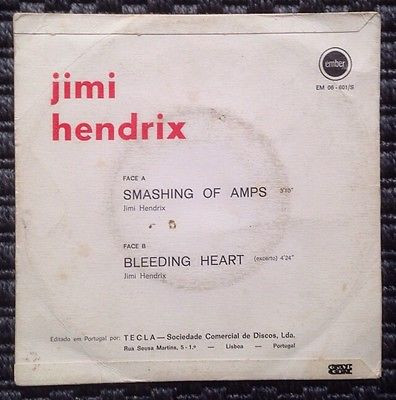 ember
EM 06 - 601/S
jimi
hendrix
FACE A
SMASHING OF AMPS 3'10"
Jimi Hendrix
FACE B
BLEEDING HEART (excerto) 4'24"
Jimi Hendrix
Editado em Portugal por: TECLA — Sociedade Comercial de Discos, Lda.
Rua Sousa Martins, 5-1.º — Lisboa — Portugal